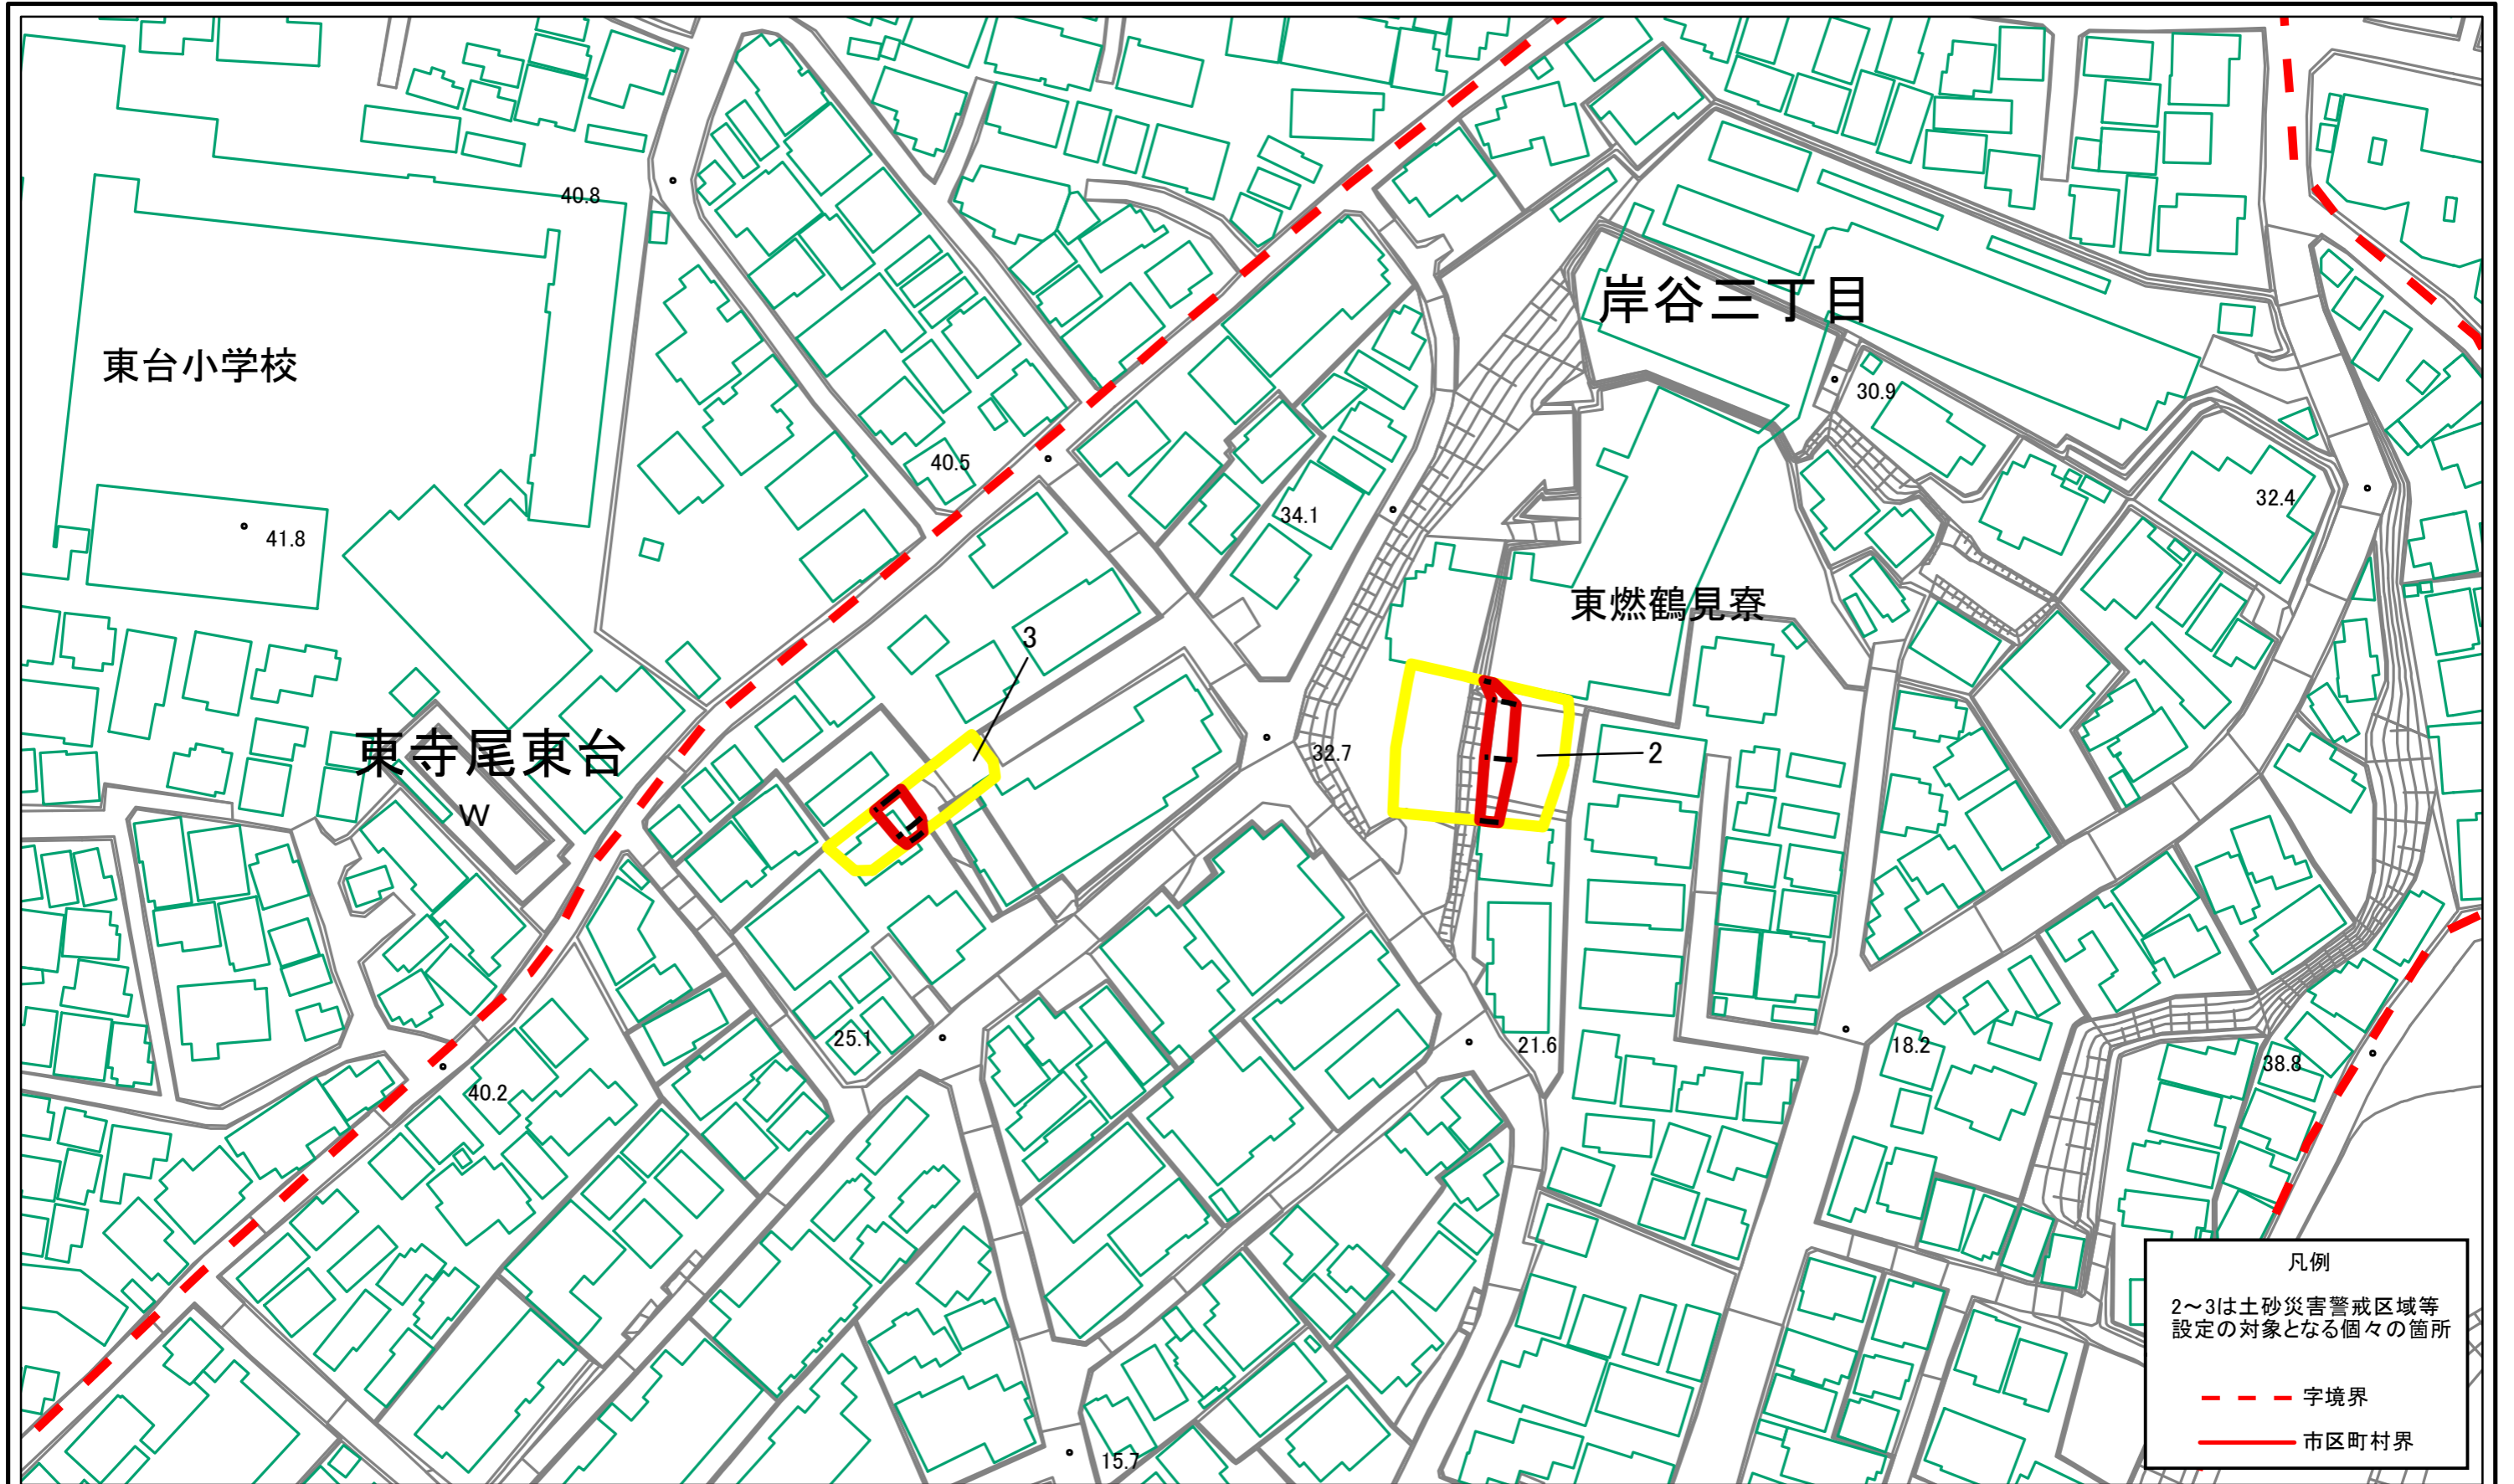 40.8
岸谷三丁目
東台小学校
30.9
40.5
32.4
34.1
41.8
東燃鶴見寮
3
東寺尾東台
32.7
2
W
25.1
21.6
18.2
38.8
40.2
15.7
凡例
2～3は土砂災害警戒区域等
設定の対象となる個々の箇所
字境界
市区町村界